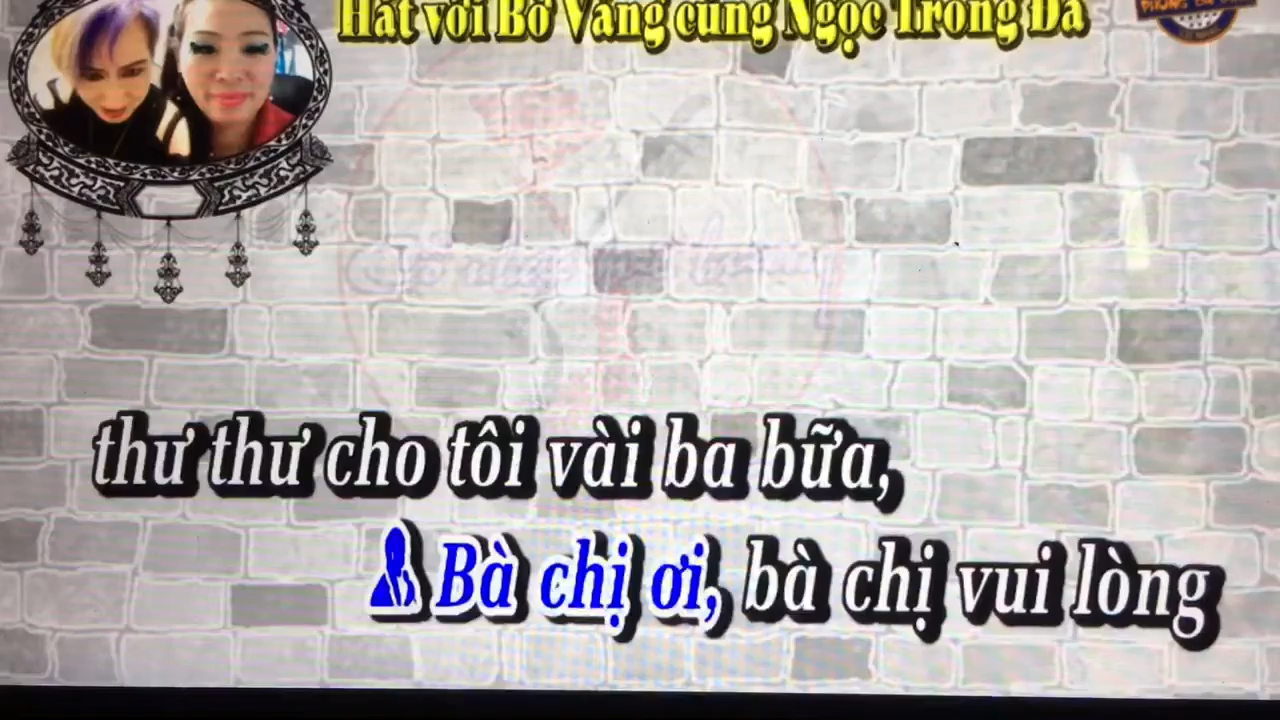 Hát với Bờ Vàng cùng Ngọc Trong Đá
thư thư cho tôi vài ba bữa,
Bà chị ơi, bà chị vui lòng